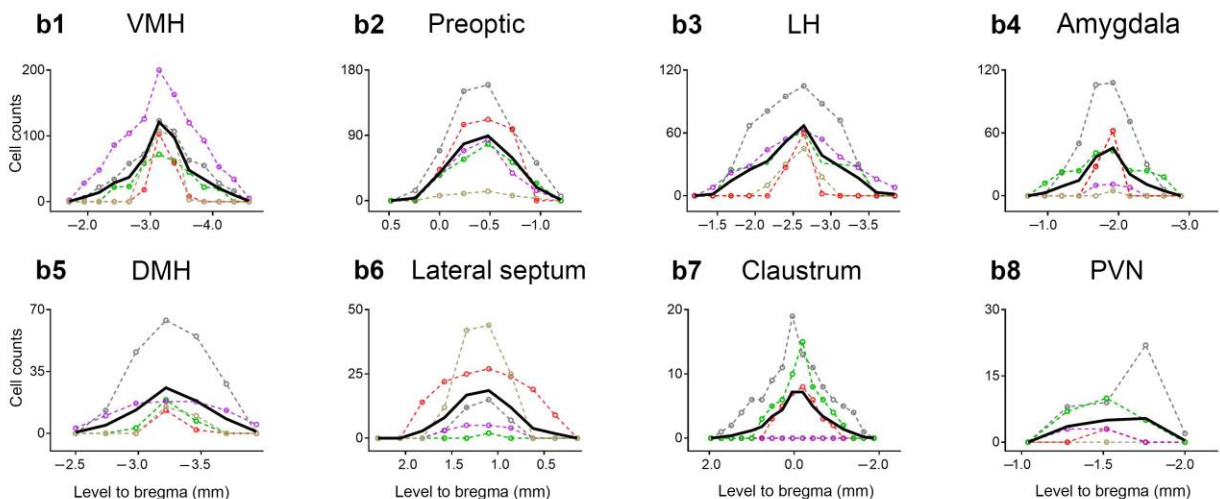 b1 VMH
b2 Preoptic
b3 LH
b4 Amygdala
Cell counts
200
100
0
−2.0 −3.0 −4.0
180
90
0
0.5 0.0 −0.1 −1.2
120
60
0
−1.5 −2.0 −2.5 −3.0 −3.5
120
60
0
−1.0 −2.0 −3.0
b5 DMH
b6 Lateral septum
b7 Claustrum
b8 PVN
Cell counts
70
35
0
−2.5 −3.0 −3.5
50
25
0
2.0 1.5 1.0 0.5
20
10
0
2.0 0.0 −2.0
30
15
0
−1.0 −1.5 −2.0
Level to bregma (mm)
Level to bregma (mm)
Level to bregma (mm)
Level to bregma (mm)